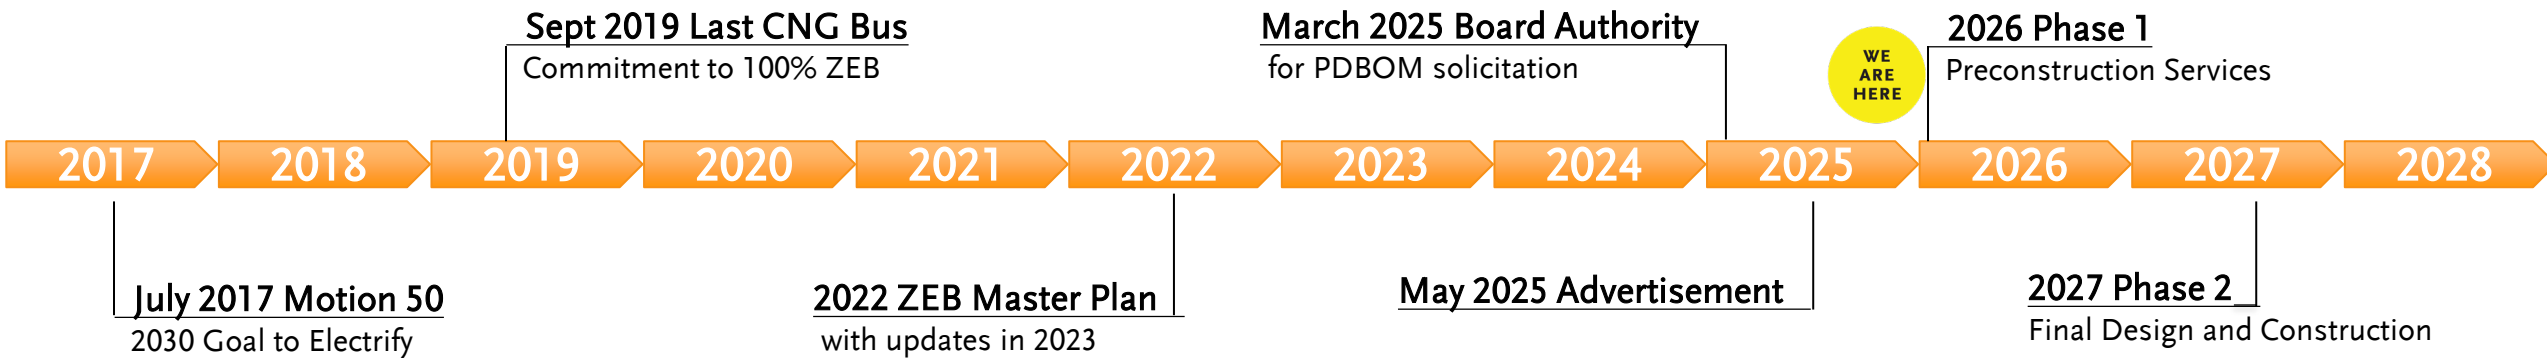 Sept 2019 Last CNG Bus
Commitment to 100% ZEB
March 2025 Board Authority
for PDBOM solicitation
WE
ARE
HERE
2026 Phase 1
Preconstruction Services
2017
2018
2019
2020
2021
2022
2023
2024
2025
2026
2027
2028
July 2017 Motion 50
2030 Goal to Electrify
2022 ZEB Master Plan
with updates in 2023
May 2025 Advertisement
2027 Phase 2
Final Design and Construction